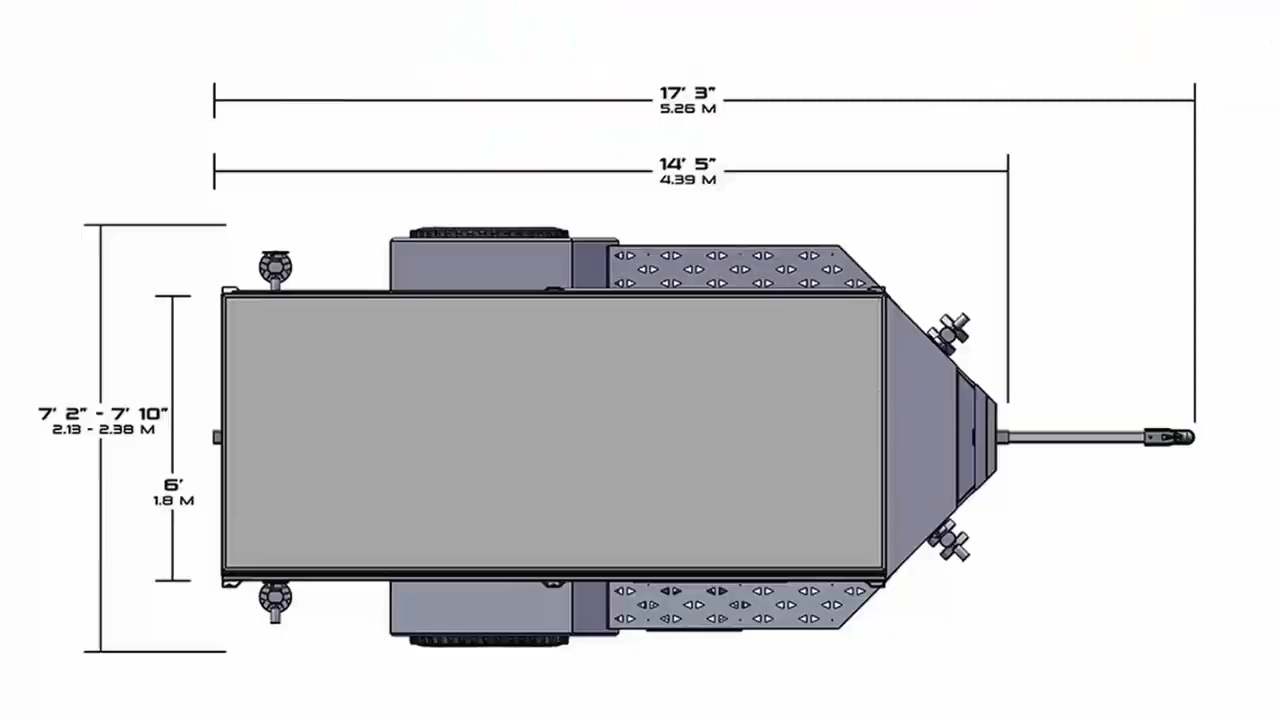 17' 3"
5.26 M
14' 5"
4.39 M
7' 2" - 7' 10"
2.13 - 2.38 M
6'
1.8 M